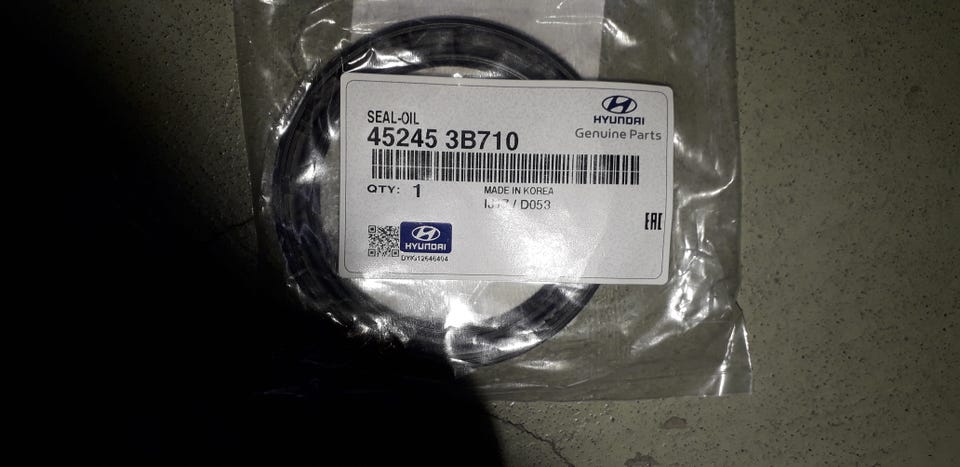 HYUNDAI
Genuine Parts
SEAL-OIL
45245 3B710
QTY: 1
MADE IN KOREA
/ D053
EAC
HYUNDAI